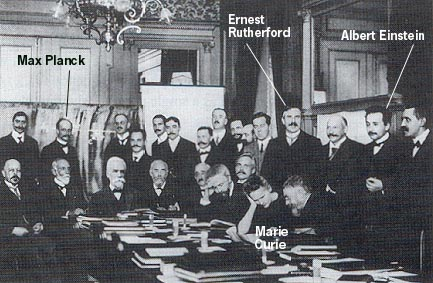 Ernest
Rutherford
Albert Einstein
Max Planck
Marie
Curie